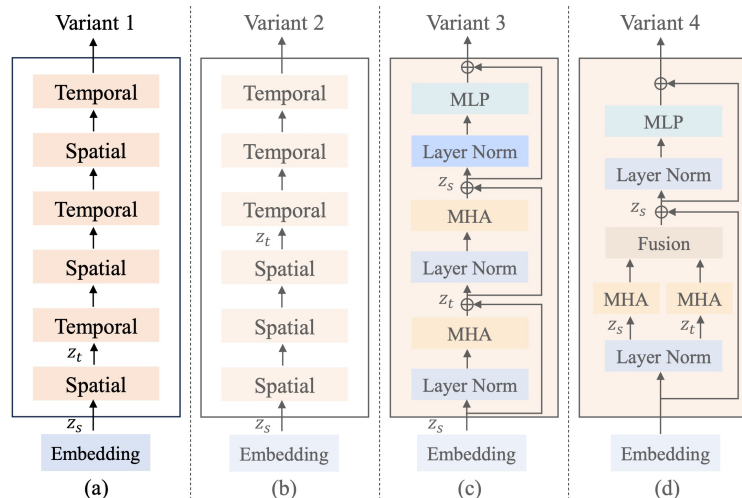 Variant 1
Temporal
Spatial
Temporal
Spatial
Temporal
z_t
Spatial
z_s
Embedding
(a)
Variant 2
Temporal
Temporal
Temporal
z_t
Spatial
Spatial
Spatial
z_s
Embedding
(b)
Variant 3
MLP
Layer Norm
z_s
MHA
Layer Norm
z_t
MHA
Layer Norm
z_s
Embedding
(c)
Variant 4
MLP
Layer Norm
z_s
Fusion
MHA MHA
z_s z_t
Layer Norm
Embedding
(d)